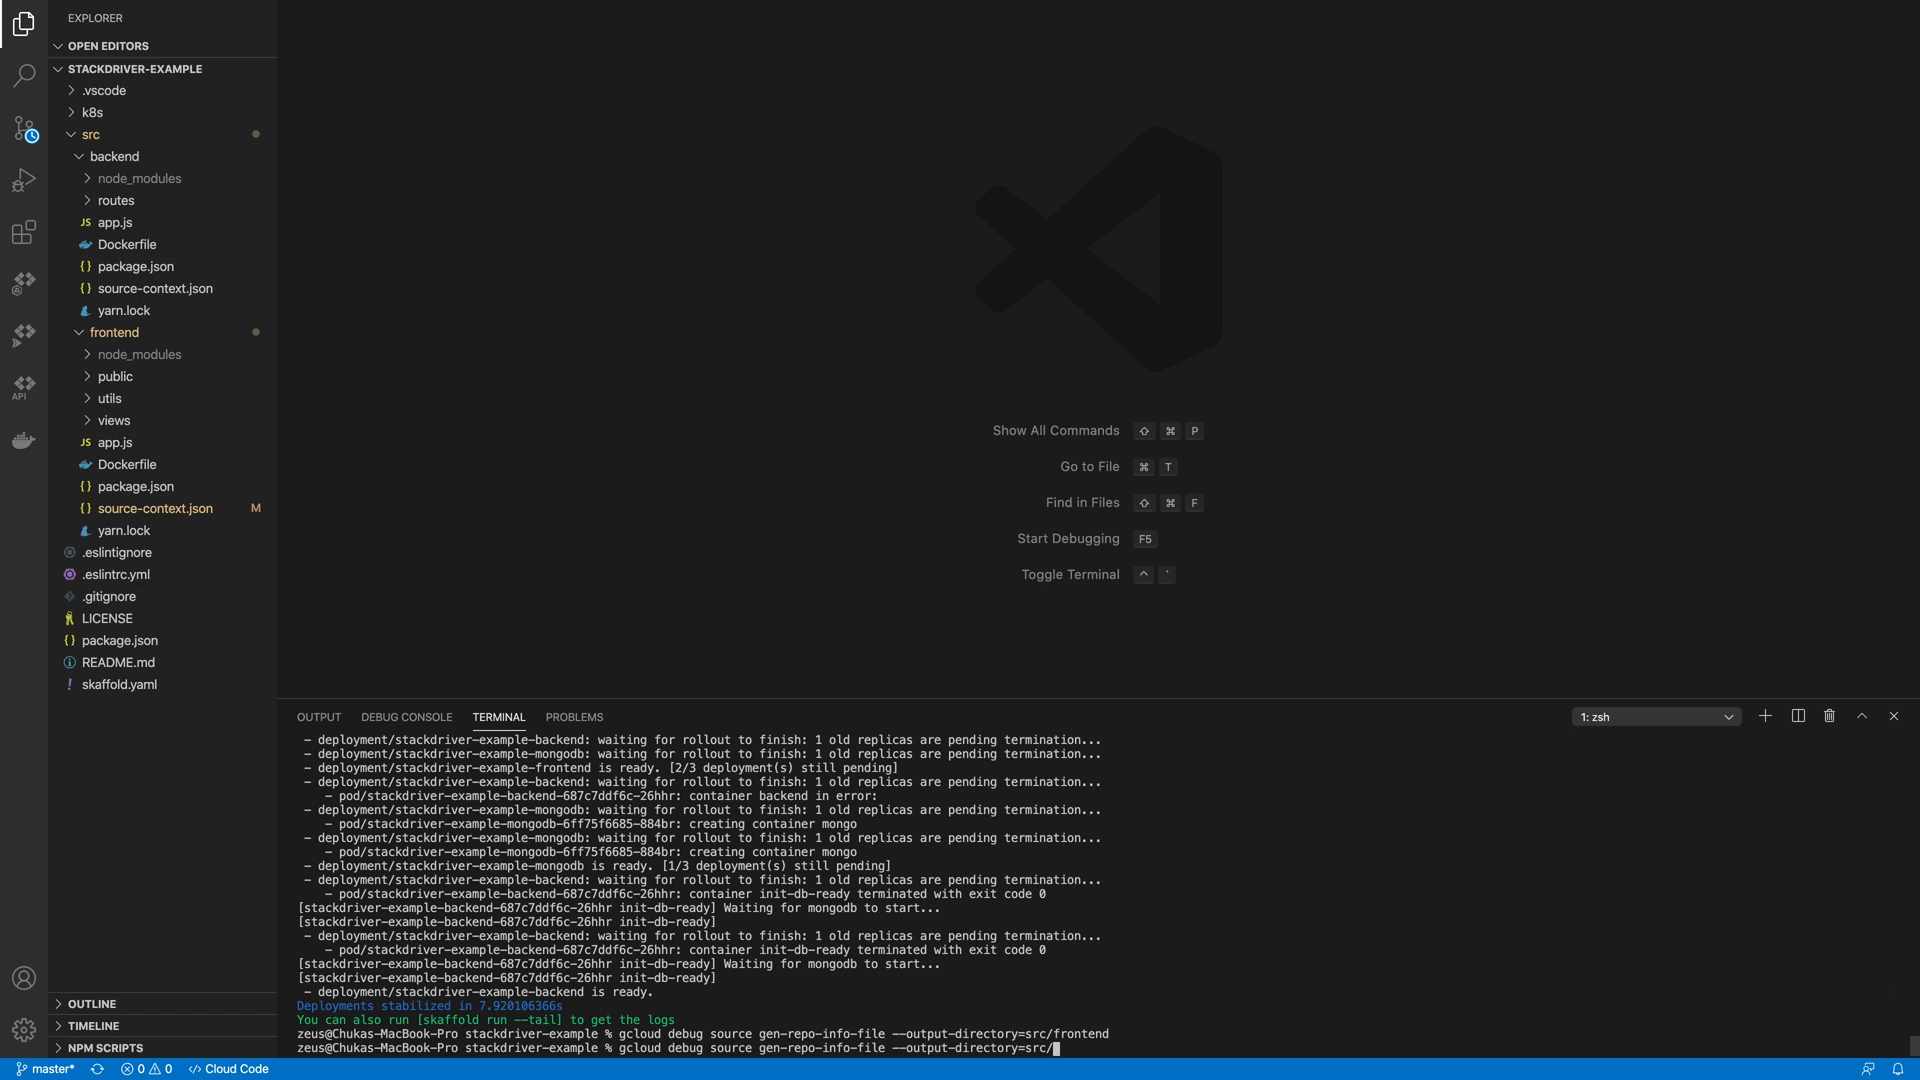 EXPLORER
OPEN EDITORS
STACKDRIVER-EXAMPLE
.vscode
k8s
src
backend
node_modules
routes
JS app.js
Dockerfile
{} package.json
{} source-context.json
yarn.lock
frontend
node_modules
public
utils
views
JS app.js
Dockerfile
{} package.json
{} source-context.json M
yarn.lock
.eslintignore
.eslintrc.yml
.gitignore
LICENSE
{} package.json
README.md
! skaffold.yaml
API
OUTLINE
TIMELINE
NPM SCRIPTS
Show All Commands ⇧ ⌘ P
Go to File ⌘ T
Find in Files ⇧ ⌘ F
Start Debugging F5
Toggle Terminal ^ `
OUTPUT DEBUG CONSOLE TERMINAL PROBLEMS 1: zsh
- deployment/stackdriver-example-backend: waiting for rollout to finish: 1 old replicas are pending termination...
- deployment/stackdriver-example-mongodb: waiting for rollout to finish: 1 old replicas are pending termination...
- deployment/stackdriver-example-frontend is ready. [2/3 deployment(s) still pending]
- deployment/stackdriver-example-backend: waiting for rollout to finish: 1 old replicas are pending termination...
- pod/stackdriver-example-backend-687c7ddf6c-26hhr: container backend in error:
- deployment/stackdriver-example-mongodb: waiting for rollout to finish: 1 old replicas are pending termination...
- pod/stackdriver-example-mongodb-6ff75f6685-884br: creating container mongo
- deployment/stackdriver-example-mongodb: waiting for rollout to finish: 1 old replicas are pending termination...
- pod/stackdriver-example-mongodb-6ff75f6685-884br: creating container mongo
- deployment/stackdriver-example-mongodb is ready. [1/3 deployment(s) still pending]
- deployment/stackdriver-example-backend: waiting for rollout to finish: 1 old replicas are pending termination...
- pod/stackdriver-example-backend-687c7ddf6c-26hhr: container init-db-ready terminated with exit code 0
[stackdriver-example-backend-687c7ddf6c-26hhr init-db-ready] Waiting for mongodb to start...
[stackdriver-example-backend-687c7ddf6c-26hhr init-db-ready]
- deployment/stackdriver-example-backend: waiting for rollout to finish: 1 old replicas are pending termination...
- pod/stackdriver-example-backend-687c7ddf6c-26hhr: container init-db-ready terminated with exit code 0
[stackdriver-example-backend-687c7ddf6c-26hhr init-db-ready] Waiting for mongodb to start...
[stackdriver-example-backend-687c7ddf6c-26hhr init-db-ready]
- deployment/stackdriver-example-backend is ready.
Deployments stabilized in 7.920106366s
You can also run [skaffold run --tail] to get the logs
zeus@Chukas-MacBook-Pro stackdriver-example % gcloud debug source gen-repo-info-file --output-directory=src/frontend
zeus@Chukas-MacBook-Pro stackdriver-example % gcloud debug source gen-repo-info-file --output-directory=src/
master* 0 0 </> Cloud Code